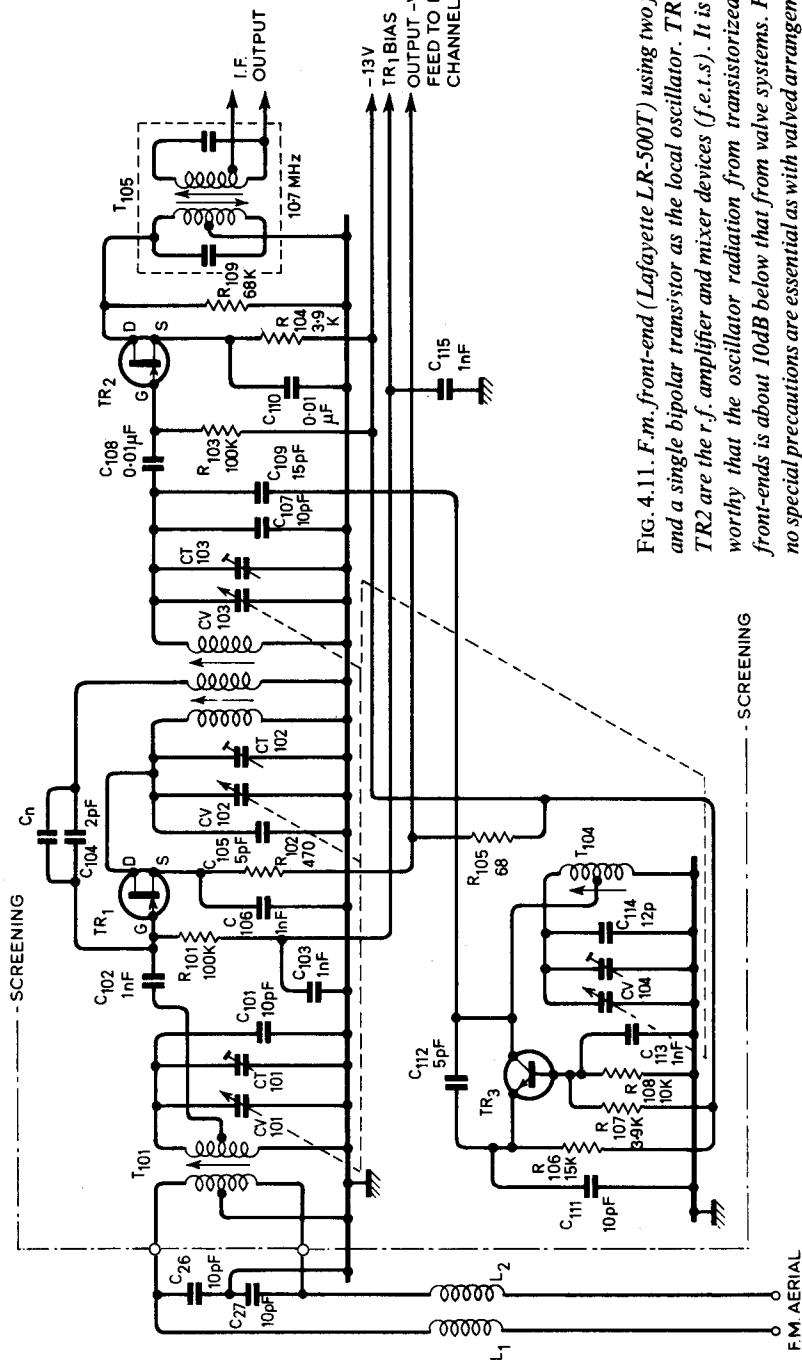 SCREENING
C26
10pF
C27
10pF
L1
L2
F.M. AERIAL
T101
CV
101
CT
101
C101
10pF
C102
1nF
R101
100K
C103
1nF
TR1
G
D
S
C
106
1nF
R102
470
C105
5pF
Cn
C104
2pF
CV
102
CT
102
CV
103
CT
103
C107
10pF
C109
15pF
C108
0·01µF
R103
100K
TR2
G
D
S
C110
0·01
µF
R
104
3·9
K
R109
68K
T105
10·7 MHz
I.F.
OUTPUT
-13V
TR1 BIAS
OUTPUT -V
FEED TO
CHANNEL
C115
1nF
C112
5pF
TR3
C111
10pF
R
106
15K
R
107
3·9K
R
108
10K
C
113
1nF
CV
104
C114
12p
T104
R105
68
SCREENING
FIG. 4.11. F.m. front-end (Lafayette LR-500T) using two
and a single bipolar transistor as the local oscillator. TR
TR2 are the r.f. amplifier and mixer devices (f.e.t.s). It is
worthy that the oscillator radiation from transistorized
front-ends is about 10dB below that from valve systems.
no special precautions are essential as with valved arrangem